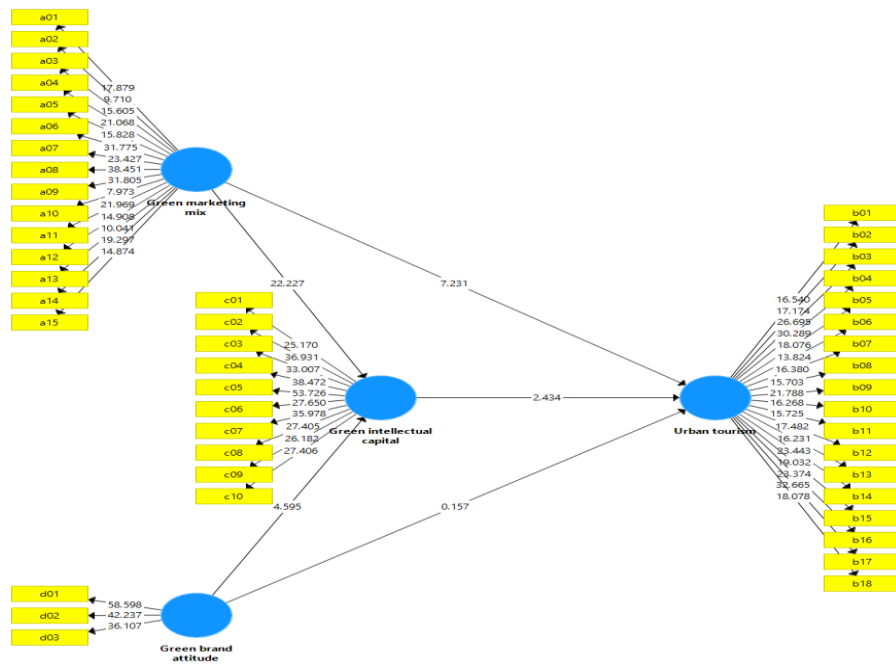 a01
a02
a03
a04
a05
a06
a07
a08
a09
a10
a11
a12
a13
a14
a15
17.879
9.710
15.605
21.068
15.828
31.775
23.427
38.451
31.805
7.973
21.969
14.908
10.041
19.297
14.874
Green marketing
mix
22.227
7.231
c01
c02
c03
c04
c05
c06
c07
c08
c09
c10
25.170
36.931
33.007
38.472
53.726
27.650
35.978
27.405
26.182
27.406
Green intellectual
capital
2.434
4.595
0.157
b01
b02
b03
b04
b05
b06
b07
b08
b09
b10
b11
b12
b13
b14
b15
b16
b17
b18
16.540
17.174
26.695
30.289
18.076
13.824
16.380
15.703
21.788
16.268
15.725
17.482
16.231
23.443
19.032
23.374
32.665
18.078
Urban tourism
d01
d02
d03
58.598
42.237
36.107
Green brand
attitude